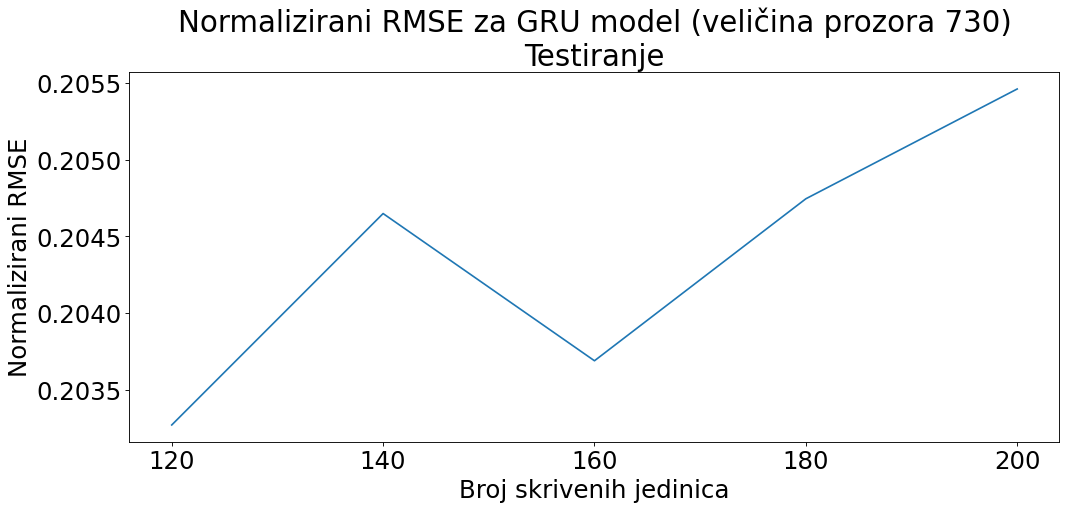 Normalizirani RMSE za GRU model (veličina prozora 730)
Testiranje
Normalizirani RMSE
0.2055
0.2050
0.2045
0.2040
0.2035
120 140 160 180 200
Broj skrivenih jedinica